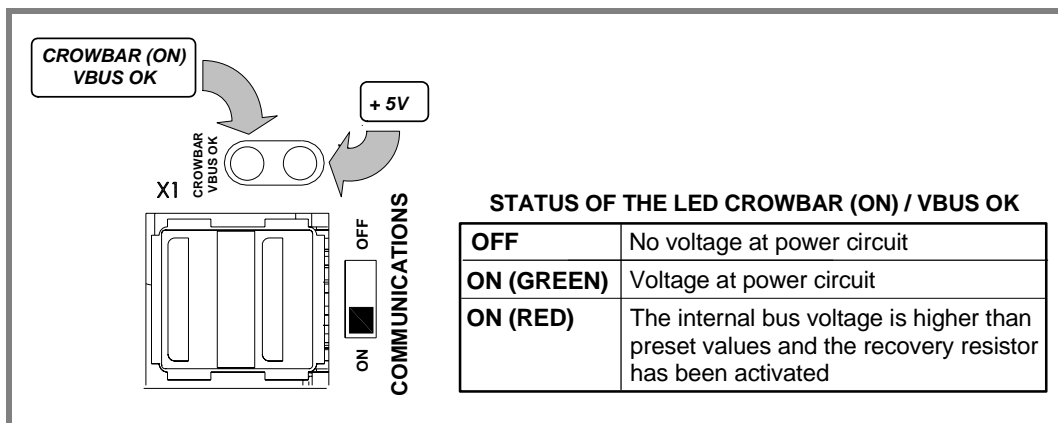 CROWBAR (ON)
VBUS OK
+ 5V
CROWBAR
VBUS OK
X1
OFF
ON
COMMUNICATIONS
STATUS OF THE LED CROWBAR (ON) / VBUS OK
OFF No voltage at power circuit
ON (GREEN) Voltage at power circuit
ON (RED) The internal bus voltage is higher than
preset values and the recovery resistor
has been activated